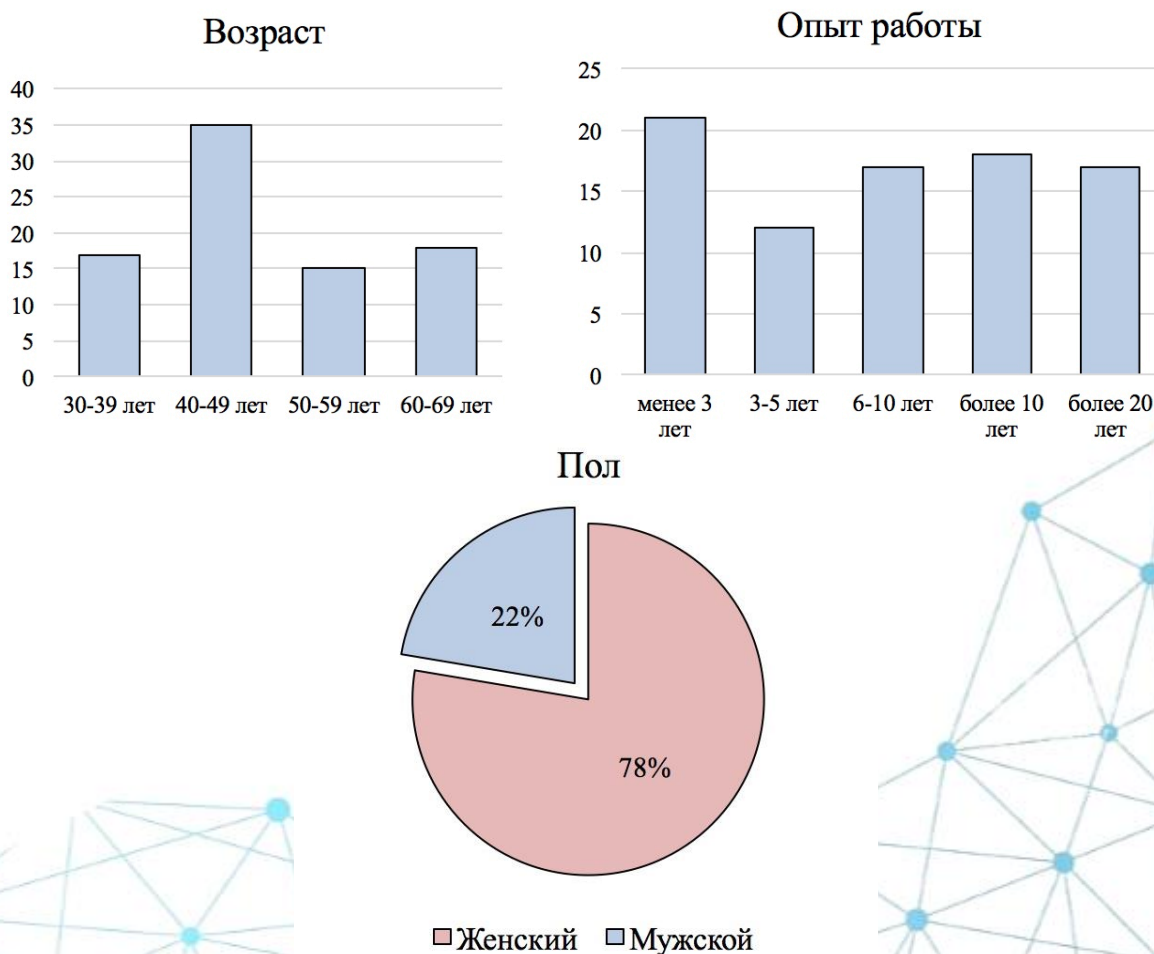 Возраст
40
35
30
25
20
15
10
5
0
30-39 лет 40-49 лет 50-59 лет 60-69 лет
Опыт работы
25
20
15
10
5
0
менее 3 лет 3-5 лет 6-10 лет более 10 лет более 20 лет
Пол
22%
78%
Женский Мужской